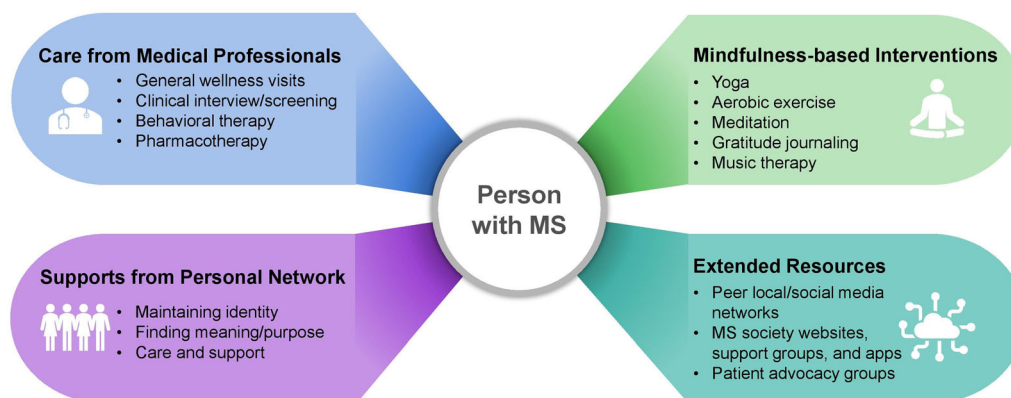 Care from Medical Professionals
• General wellness visits
• Clinical interview/screening
• Behavioral therapy
• Pharmacotherapy
Mindfulness-based Interventions
• Yoga
• Aerobic exercise
• Meditation
• Gratitude journaling
• Music therapy
Person
with MS
Supports from Personal Network
• Maintaining identity
• Finding meaning/purpose
• Care and support
Extended Resources
• Peer local/social media
networks
• MS society websites,
support groups, and apps
• Patient advocacy groups